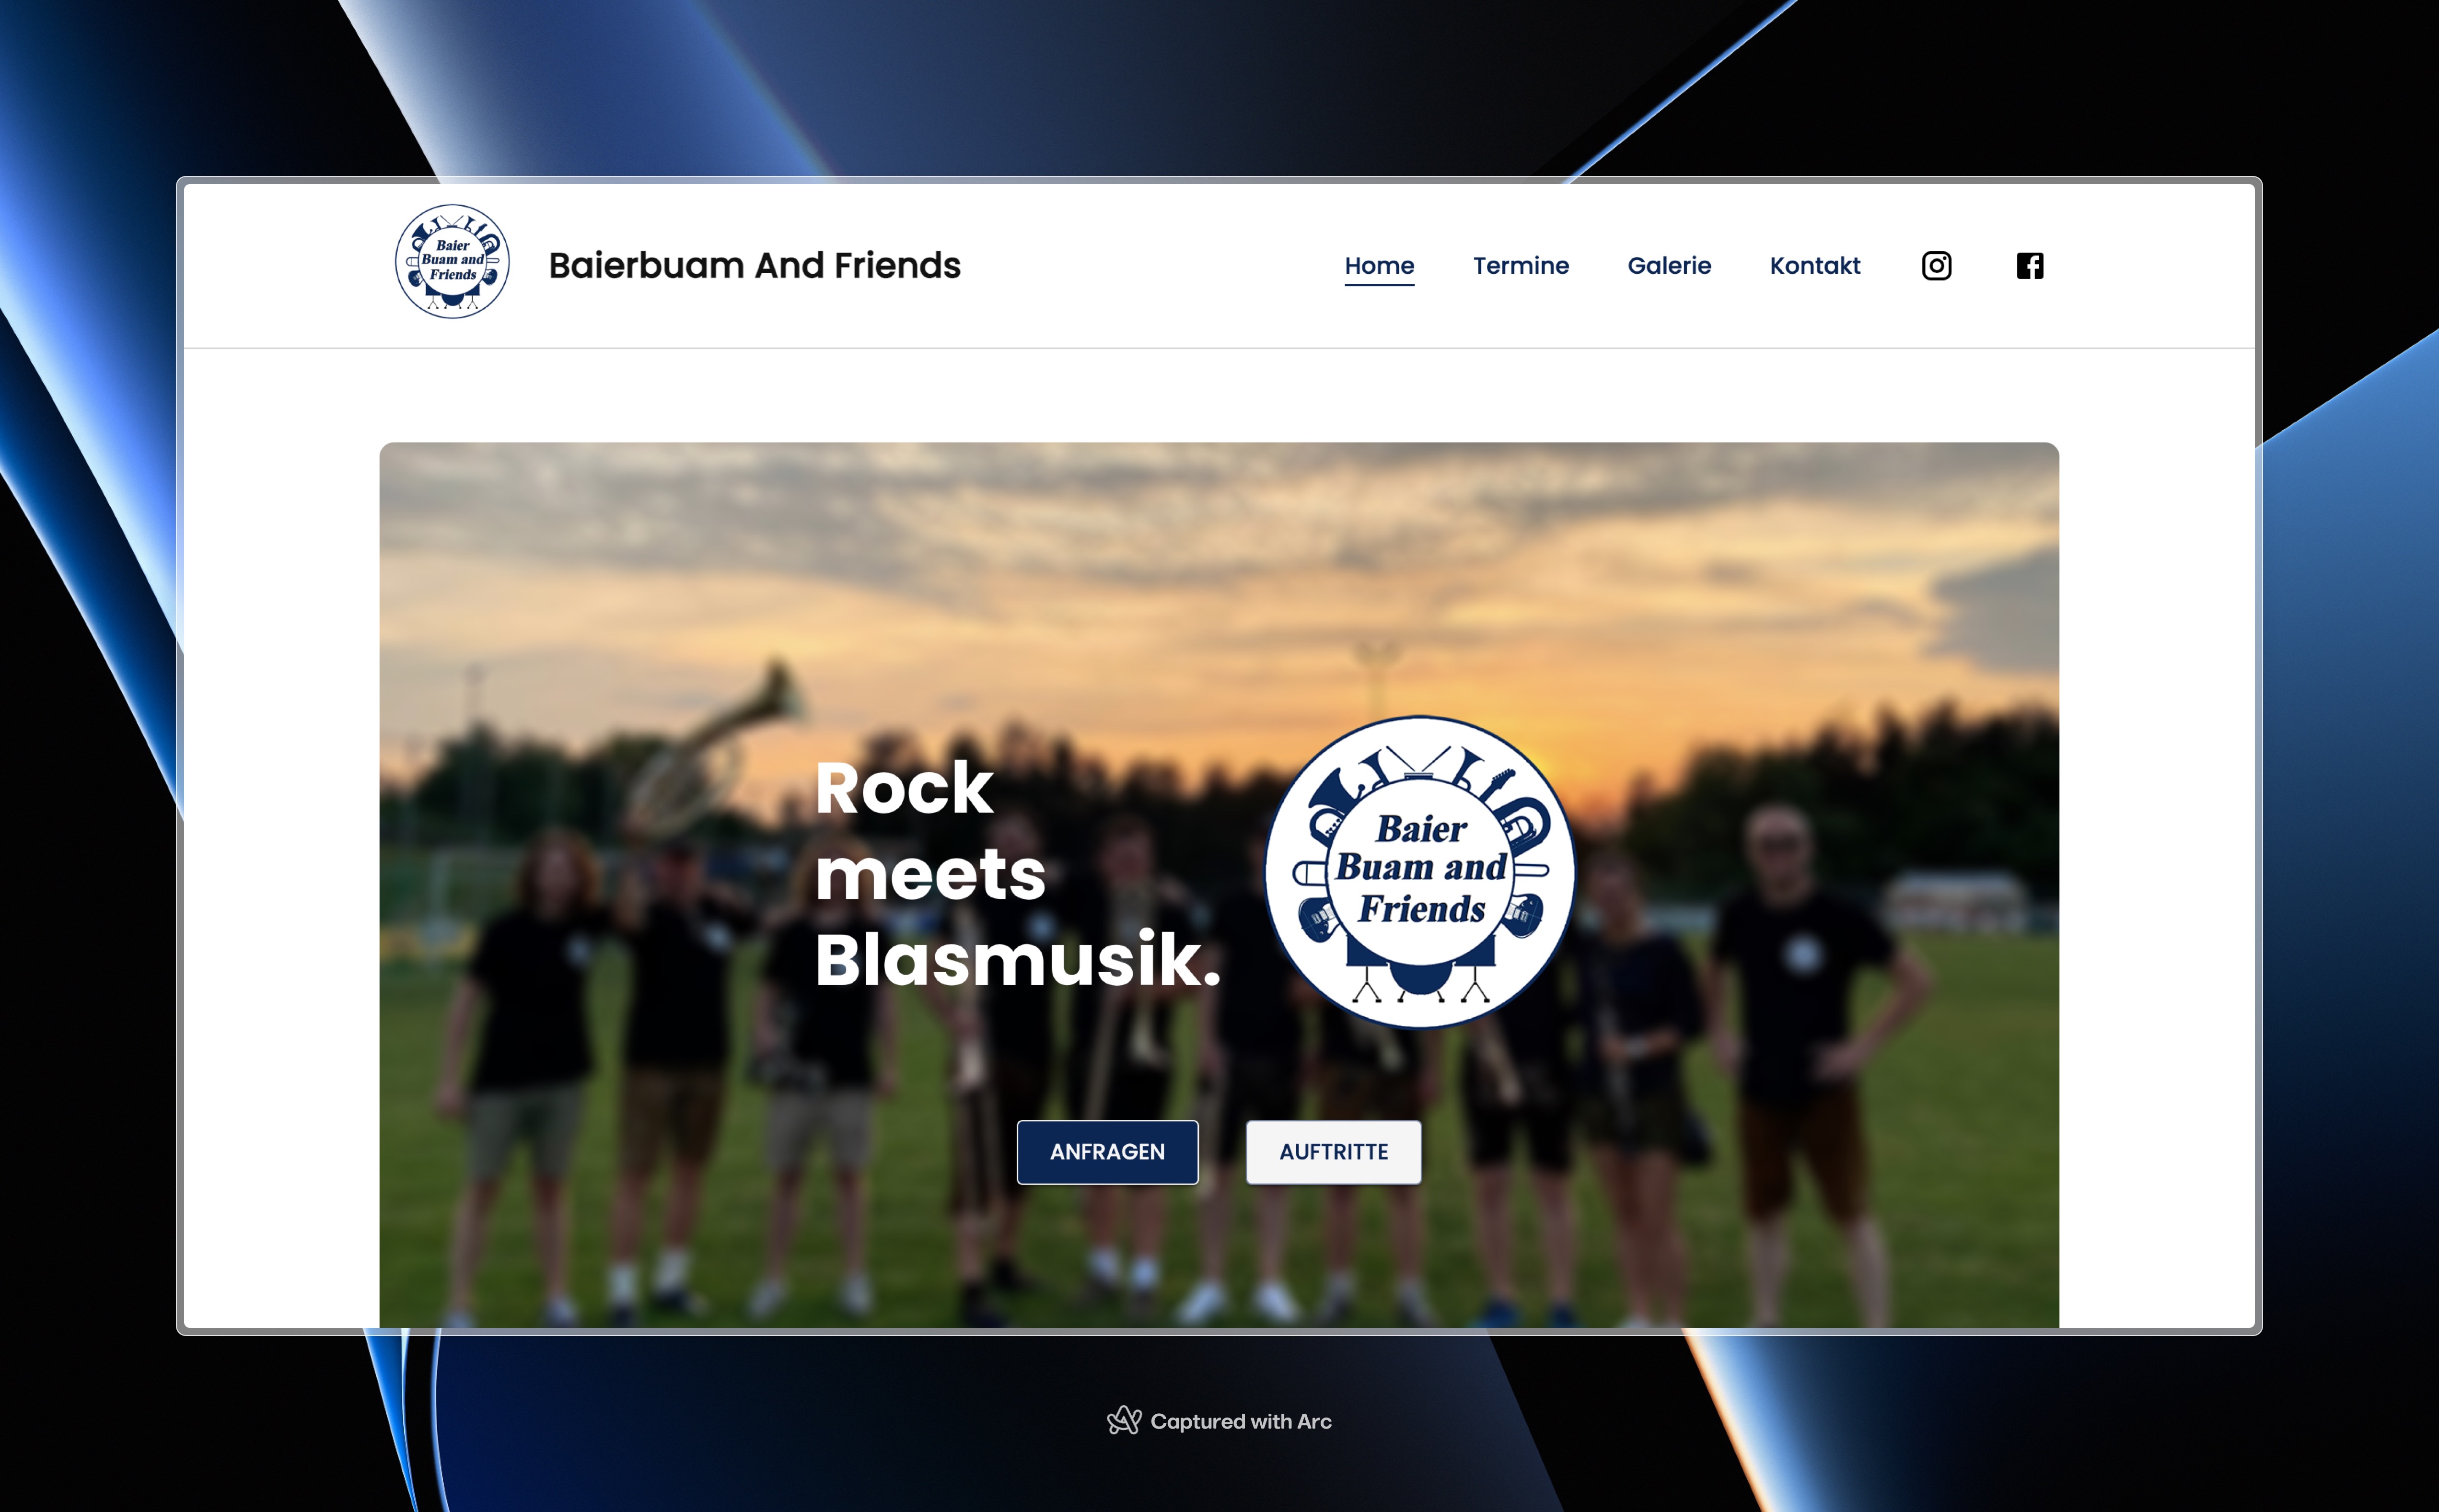 Baier
Buam and
Friends
Baierbuam And Friends
Home
Termine
Galerie
Kontakt
Rock
meets
Blasmusik.
Baier
Buam and
Friends
ANFRAGEN
AUFTRITTE
Captured with Arc